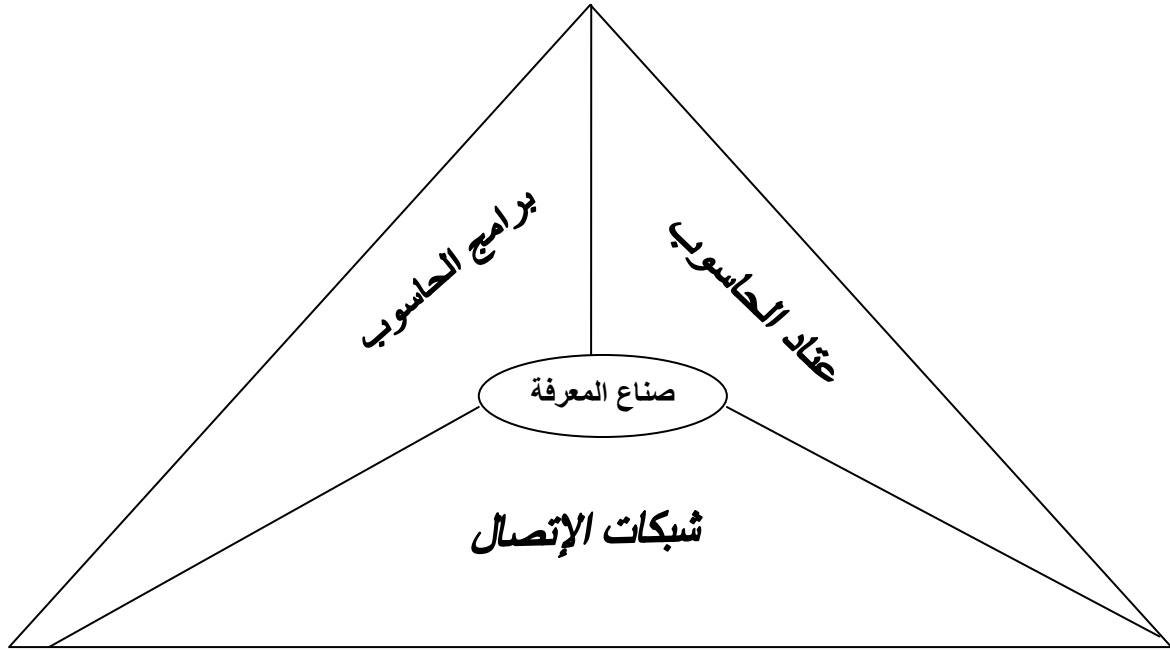 عتاد الحاسوب
برامج الحاسوب
صناع المعرفة
شبكات الإتصال